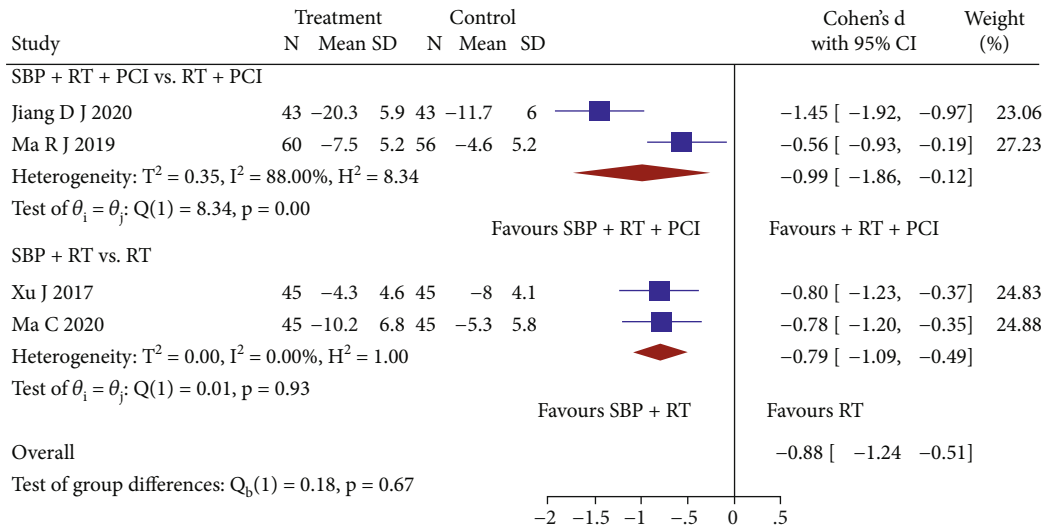 Treatment Control Cohen's d Weight
Study N Mean SD N Mean SD with 95% CI (%)
SBP + RT + PCI vs. RT + PCI
Jiang D J 2020 43 −20.3 5.9 43 −11.7 6 −1.45 [ −1.92, −0.97] 23.06
Ma R J 2019 60 −7.5 5.2 56 −4.6 5.2 −0.56 [ −0.93, −0.19] 27.23
Heterogeneity: T² = 0.35, I² = 88.00%, H² = 8.34 −0.99 [ −1.86, −0.12]
Test of θi = θj: Q(1) = 8.34, p = 0.00
Favours SBP + RT + PCI Favours + RT + PCI
SBP + RT vs. RT
Xu J 2017 45 −4.3 4.6 45 −8 4.1 −0.80 [ −1.23, −0.37] 24.83
Ma C 2020 45 −10.2 6.8 45 −5.3 5.8 −0.78 [ −1.20, −0.35] 24.88
Heterogeneity: T² = 0.00, I² = 0.00%, H² = 1.00 −0.79 [ −1.09, −0.49]
Test of θi = θj: Q(1) = 0.01, p = 0.93
Favours SBP + RT Favours RT
Overall −0.88 [ −1.24 −0.51]
Test of group differences: Qb(1) = 0.18, p = 0.67
−2 −1.5 −1 −.5 0 .5